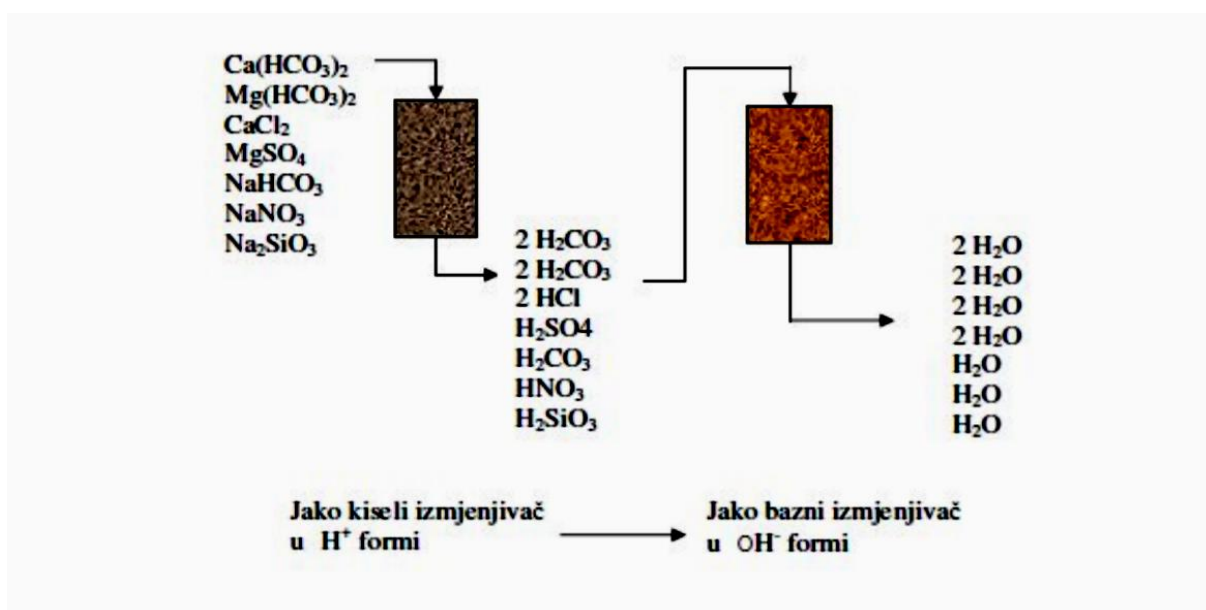 Ca(HCO₃)₂
Mg(HCO₃)₂
CaCl₂
MgSO₄
NaHCO₃
NaNO₃
Na₂SiO₃
2 H₂CO₃
2 H₂CO₃
2 HCl
H₂SO4
H₂CO₃
HNO₃
H₂SiO₃
2 H₂O
2 H₂O
2 H₂O
2 H₂O
H₂O
H₂O
H₂O
Jako kiseli izmjenjivač
u H⁺ formi
Jako bazni izmjenjivač
u OH⁻ formi